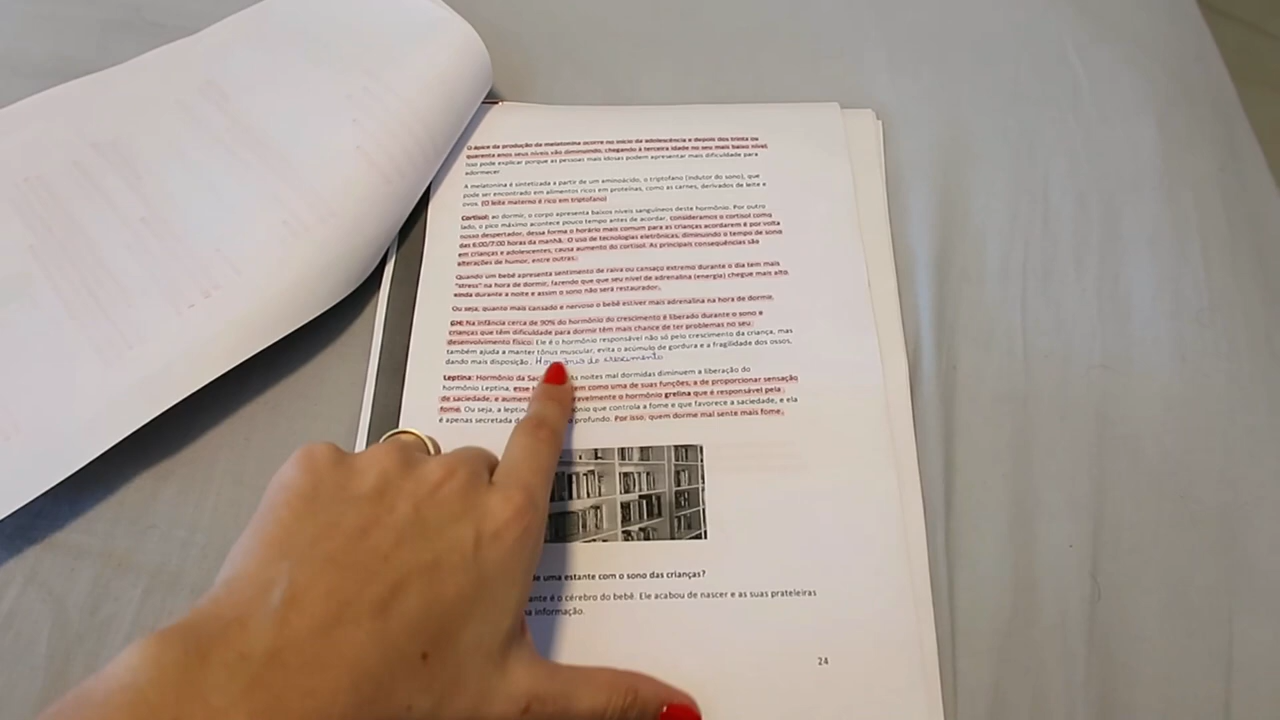 O ápice da produção da melatonina ocorre no início da adolescência e depois dos trinta ou
quarenta anos seus níveis vão diminuindo, chegando à terceira idade no seu mais baixo nível.
Isso pode explicar porque as pessoas mais idosas podem apresentar mais dificuldade para
adormecer.
A melatonina é sintetizada a partir de um aminoácido, o triptofano (indutor do sono), que
pode ser encontrado em alimentos ricos em proteínas, como as carnes, derivados de leite e
ovos. (O leite materno é rico em triptofano)
Cortisol: ao dormir, o corpo apresenta baixos níveis sanguíneos deste hormônio. Por outro
lado, o pico máximo acontece pouco tempo antes de acordar, consideramos o cortisol como
nosso despertador, dessa forma o horário mais comum para as crianças acordarem é por volta
das 6:00/7:00 horas da manhã. O uso de tecnologias eletrônicas, diminuindo o tempo de sono
em crianças e adolescentes, causa aumento do cortisol. As principais consequências são
alterações de humor, entre outras.
Quando um bebê apresenta sentimento de raiva ou cansaço extremo durante o dia tem mais
"stress" na hora de dormir, fazendo que que seu nível de adrenalina (energia) chegue mais alto
ainda durante a noite e assim o sono não será restaurador.
Ou seja, quanto mais cansado e nervoso o bebê estiver mais adrenalina na hora de dormir.
GH: Na infância cerca de 90% do hormônio do crescimento é liberado durante o sono e
crianças que têm dificuldade para dormir têm mais chance de ter problemas no seu
desenvolvimento físico. Ele é o hormônio responsável não só pelo crescimento da criança, mas
também ajuda a manter tônus muscular, evita o acúmulo de gordura e a fragilidade dos ossos,
dando mais disposição. Hormônio do crescimento
Leptina: Hormônio da As noites mal dormidas diminuem a liberação do
hormônio Leptina, esse tem como uma de suas funções, a de proporcionar sensação
de saciedade, e o hormônio grelina que é responsável pela
fome. Ou seja, a que controla a fome e que favorece a saciedade, e ela
é apenas secretada profundo. Por isso, quem dorme mal sente mais fome.
uma estante com o sono das crianças?
é o cérebro do bebê. Ele acabou de nascer e as suas prateleiras
informação.
24